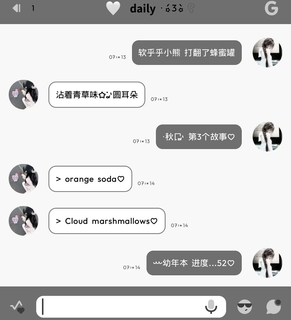 1 daily ·ꔷ̑ 63ꔷ̑
软乎乎小熊 打翻了蜂蜜罐
07→13
沾着青草味✿圆耳朵
07→13
·秋 第3个故事♡
07→13
> orange soda♡
07→14
> Cloud marshmallows♡
07→14
幼年本 进度...52♡
07→14